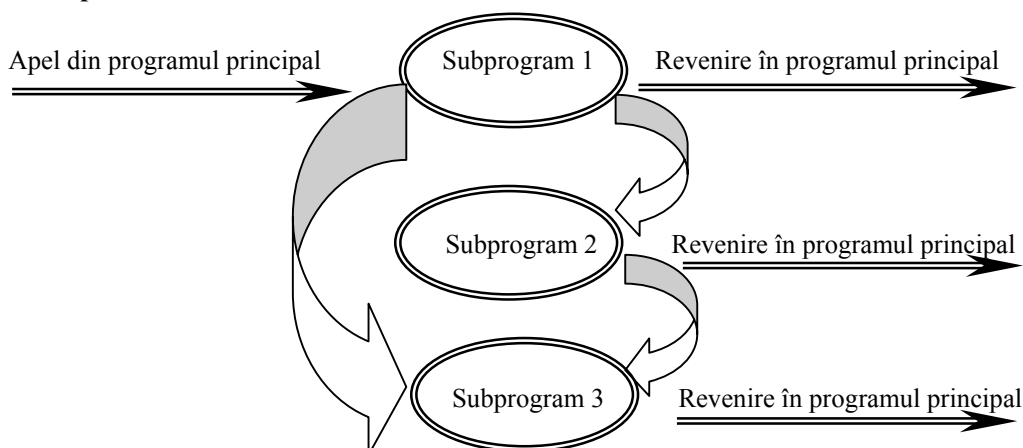 Apel din programul principal
Subprogram 1
Revenire în programul principal
Subprogram 2
Revenire în programul principal
Subprogram 3
Revenire în programul principal